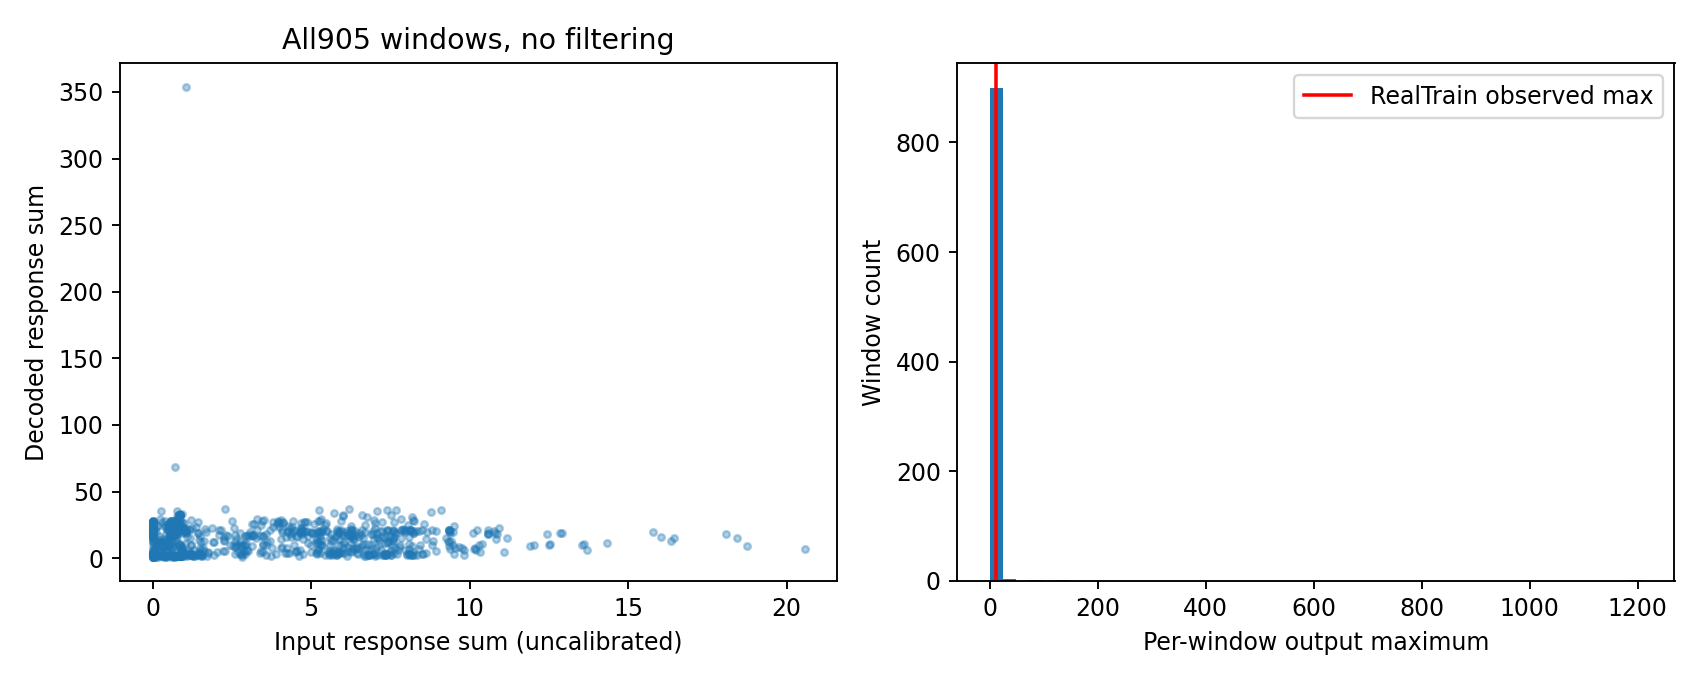 All905 windows, no filtering
Decoded response sum
350
300
250
200
150
100
50
0
0 5 10 15 20
Input response sum (uncalibrated)
RealTrain observed max
Window count
800
600
400
200
0
0 200 400 600 800 1000 1200
Per-window output maximum